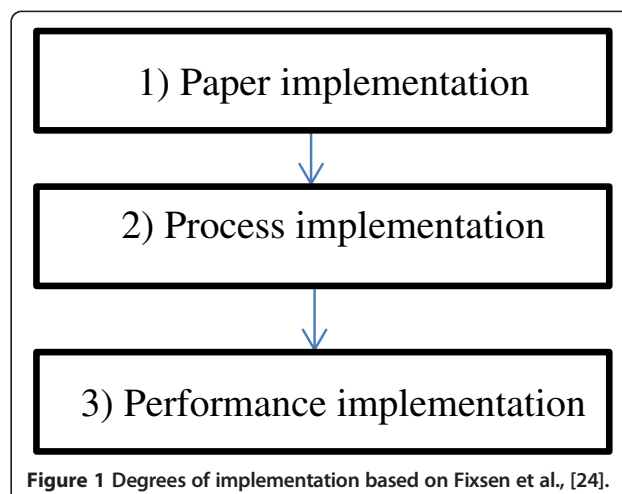 1) Paper implementation
2) Process implementation
3) Performance implementation
Figure 1 Degrees of implementation based on Fixsen et al., [24].